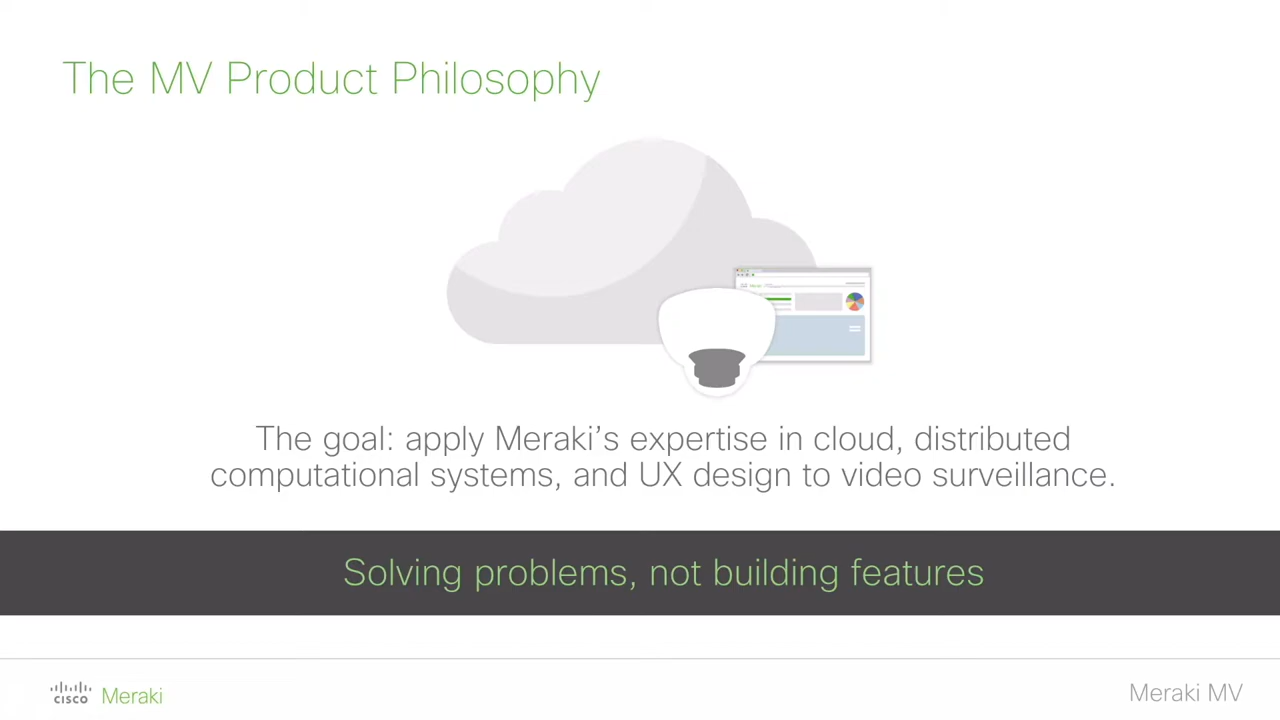 The MV Product Philosophy
The goal: apply Meraki’s expertise in cloud, distributed
computational systems, and UX design to video surveillance.
Solving problems, not building features
CISCO Meraki
Meraki MV